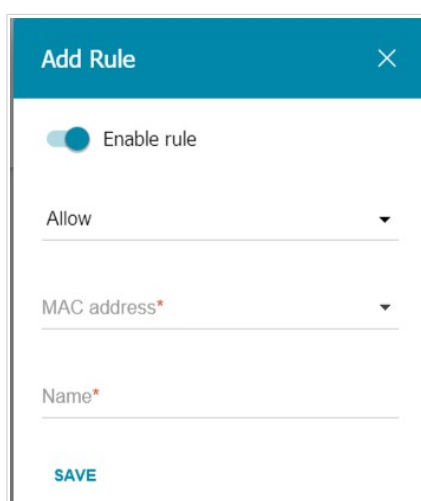 Add Rule
Enable rule
Allow
MAC address*
Name*
SAVE